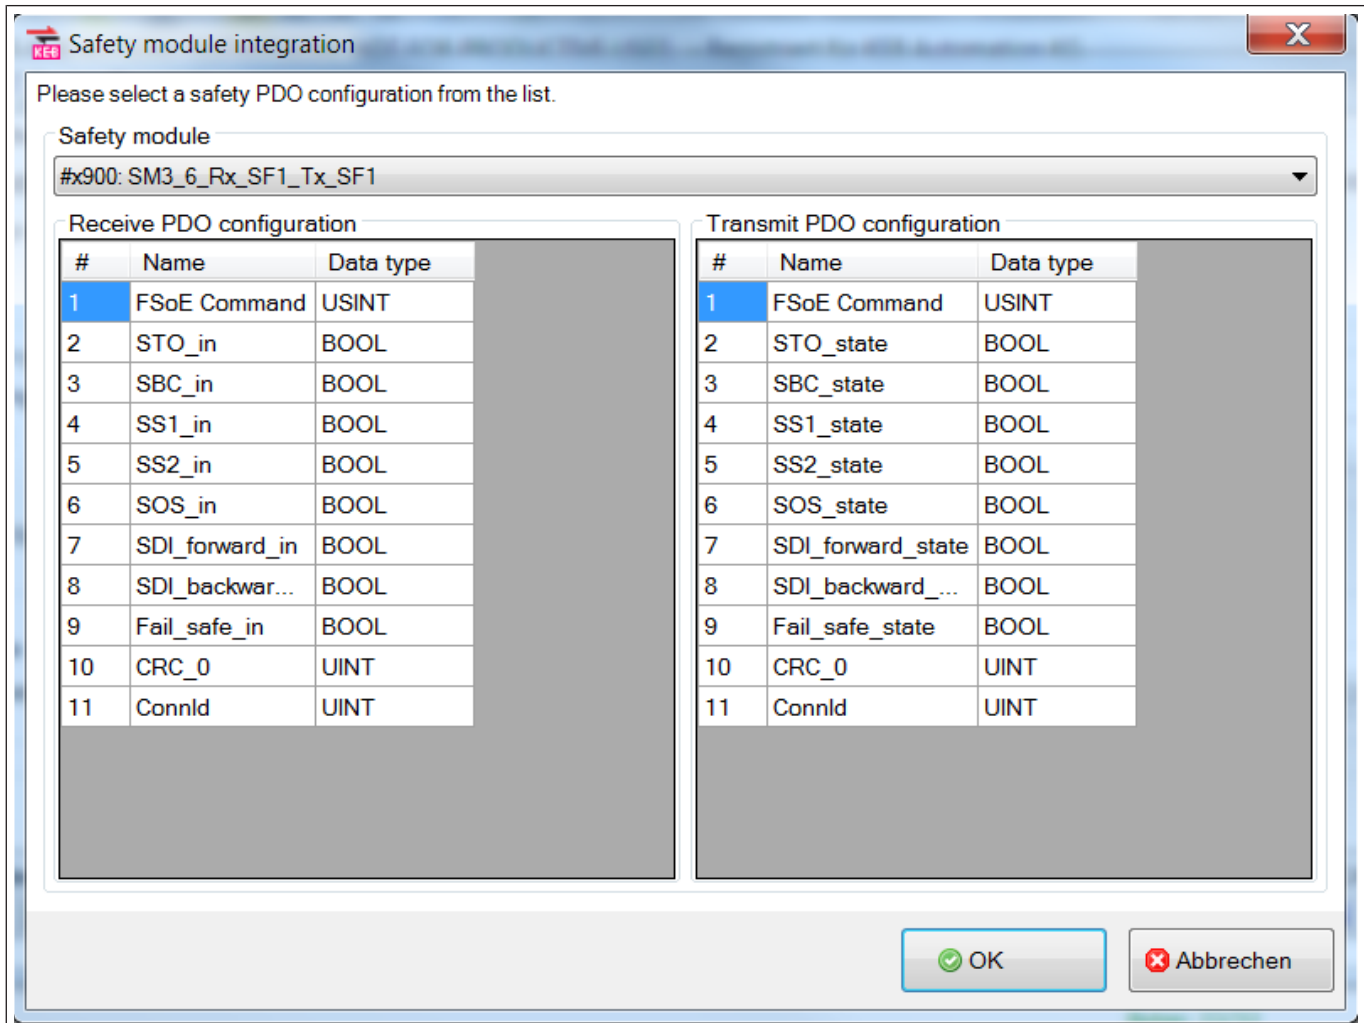 KEB Safety module integration
Please select a safety PDO configuration from the list.
Safety module
#x900: SM3_6_Rx_SF1_Tx_SF1
Receive PDO configuration
# Name Data type
1 FSoE Command USINT
2 STO_in BOOL
3 SBC_in BOOL
4 SS1_in BOOL
5 SS2_in BOOL
6 SOS_in BOOL
7 SDI_forward_in BOOL
8 SDI_backwar... BOOL
9 Fail_safe_in BOOL
10 CRC_0 UINT
11 ConnId UINT
Transmit PDO configuration
# Name Data type
1 FSoE Command USINT
2 STO_state BOOL
3 SBC_state BOOL
4 SS1_state BOOL
5 SS2_state BOOL
6 SOS_state BOOL
7 SDI_forward_state BOOL
8 SDI_backward_... BOOL
9 Fail_safe_state BOOL
10 CRC_0 UINT
11 ConnId UINT
OK
Abbrechen